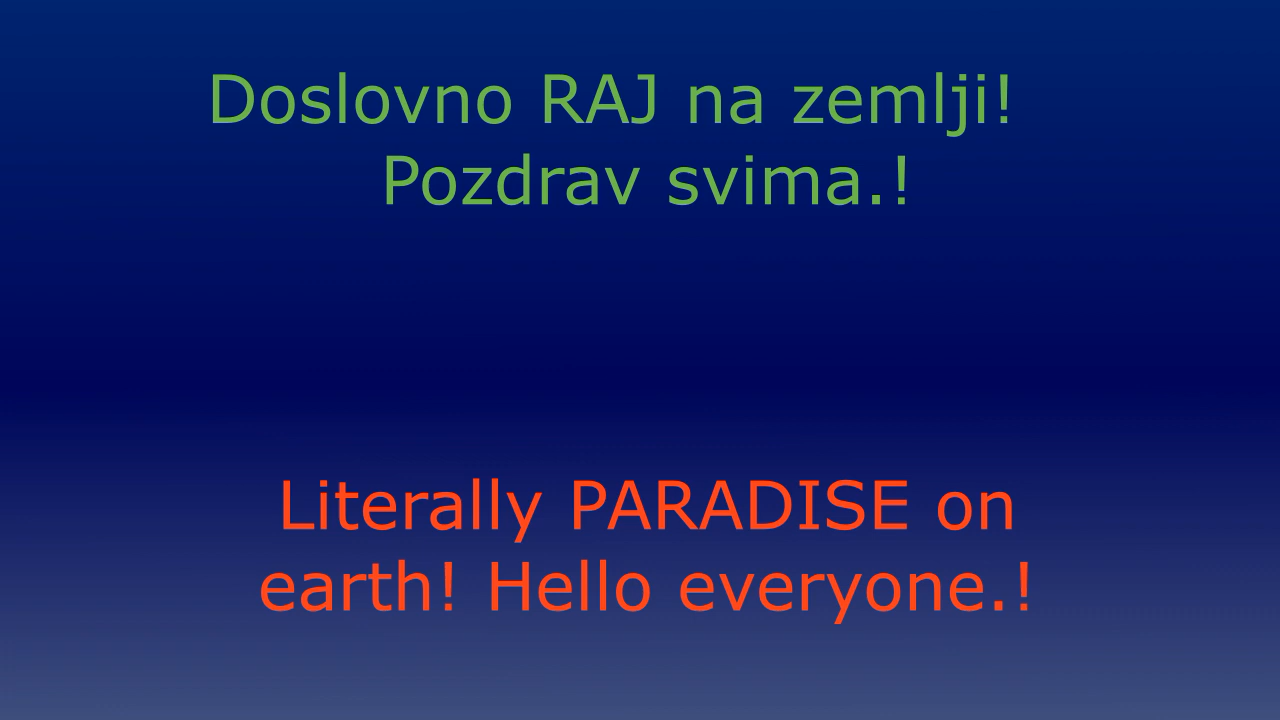 Doslovno RAJ na zemlji!
Pozdrav svima.!
Literally PARADISE on
earth! Hello everyone.!